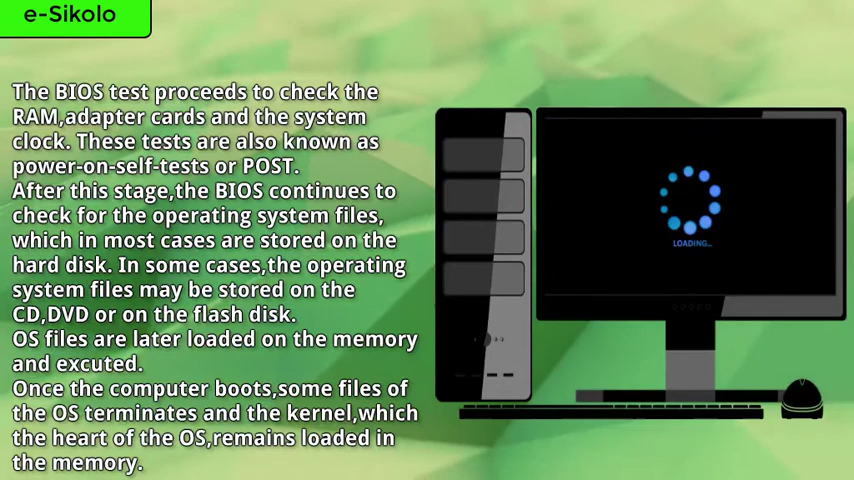 e-Sikolo
The BIOS test proceeds to check the
RAM,adapter cards and the system
clock. These tests are also known as
power-on-self-tests or POST.
After this stage,the BIOS continues to
check for the operating system files,
which in most cases are stored on the
hard disk. In some cases,the operating
system files may be stored on the
CD,DVD or on the flash disk.
OS files are later loaded on the memory
and excuted.
Once the computer boots,some files of
the OS terminates and the kernel,which
the heart of the OS,remains loaded in
the memory.
LOADING...